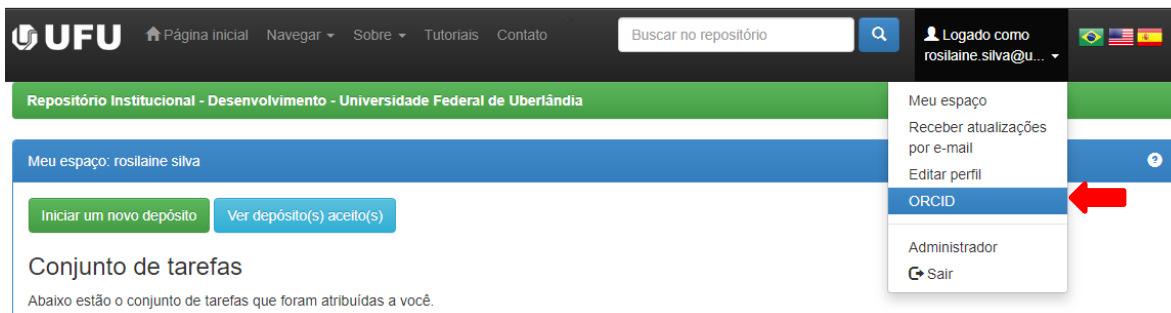 UFU
Página inicial Navegar Sobre Tutoriais Contato
Buscar no repositório
Logado como
rosilaine.silva@u...
Repositório Institucional - Desenvolvimento - Universidade Federal de Uberlândia
Meu espaço: rosilaine silva
Iniciar um novo depósito
Ver depósito(s) aceito(s)
Conjunto de tarefas
Abaixo estão o conjunto de tarefas que foram atribuídas a você.
Meu espaço
Receber atualizações
por e-mail
Editar perfil
ORCID
Administrador
Sair